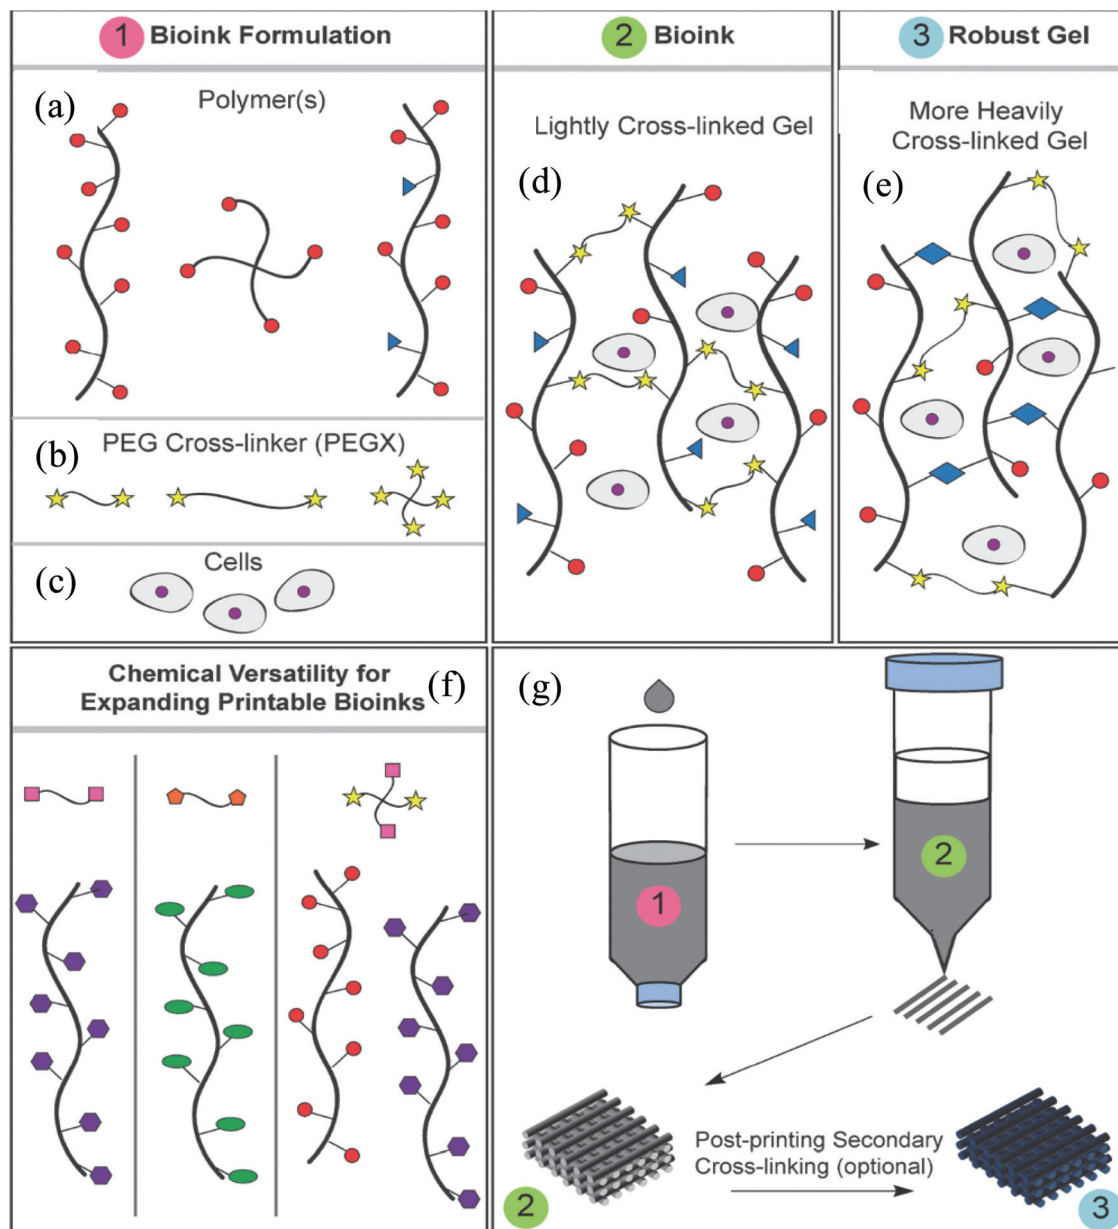 1 Bioink Formulation
(a)
Polymer(s)
(b)
PEG Cross-linker (PEGX)
(c)
Cells
2 Bioink
Lightly Cross-linked Gel
(d)
3 Robust Gel
More Heavily
Cross-linked Gel
(e)
Chemical Versatility for
Expanding Printable Bioinks
(f)
(g)
1
2
2
Post-printing Secondary
Cross-linking (optional)
3